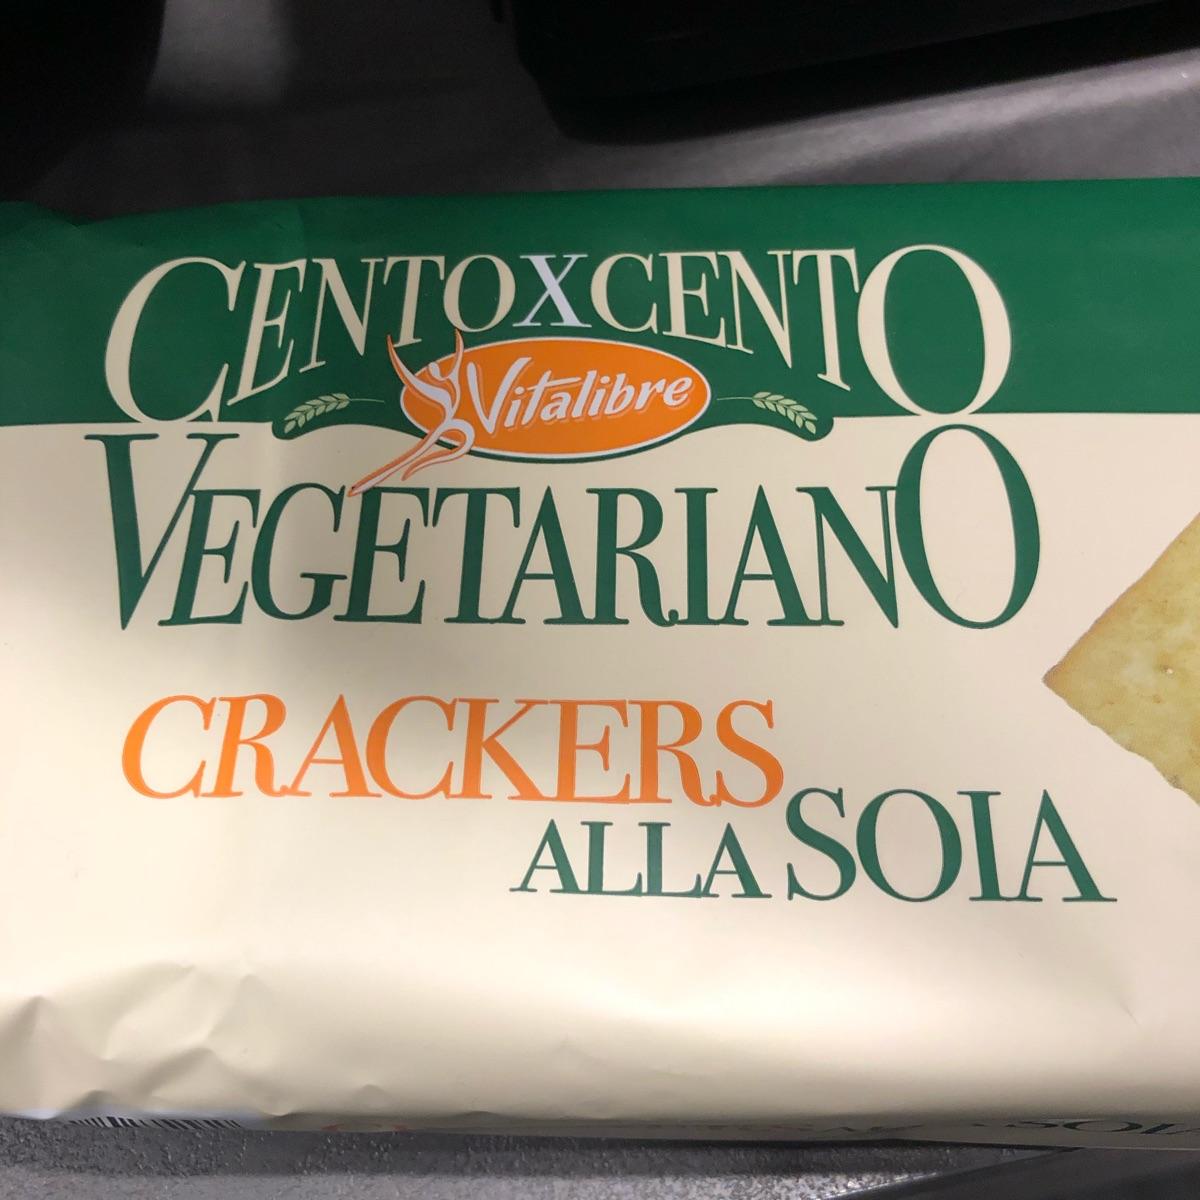 CENTOXCENTO
Vitalibre
VEGETARIANO
CRACKERS
ALLA SOIA